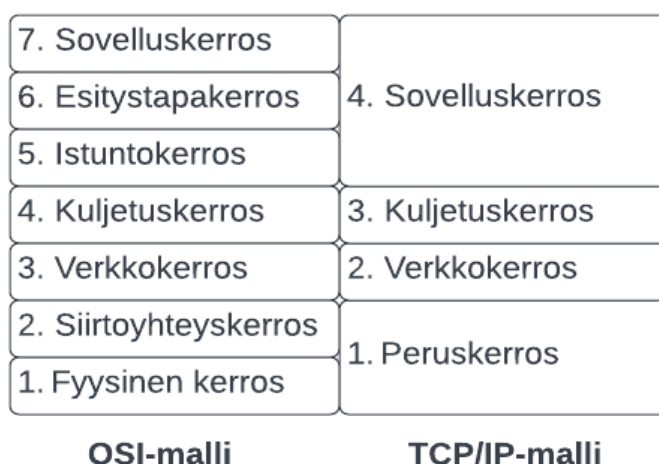 7. Sovelluskerros
6. Esitystapakerros
5. Istuntokerros
4. Kuljetuskerros
3. Verkkokerros
2. Siirtoyhteyskerros
1. Fyysinen kerros
OSI-malli
4. Sovelluskerros
3. Kuljetuskerros
2. Verkkokerros
1. Peruskerros
TCP/IP-malli